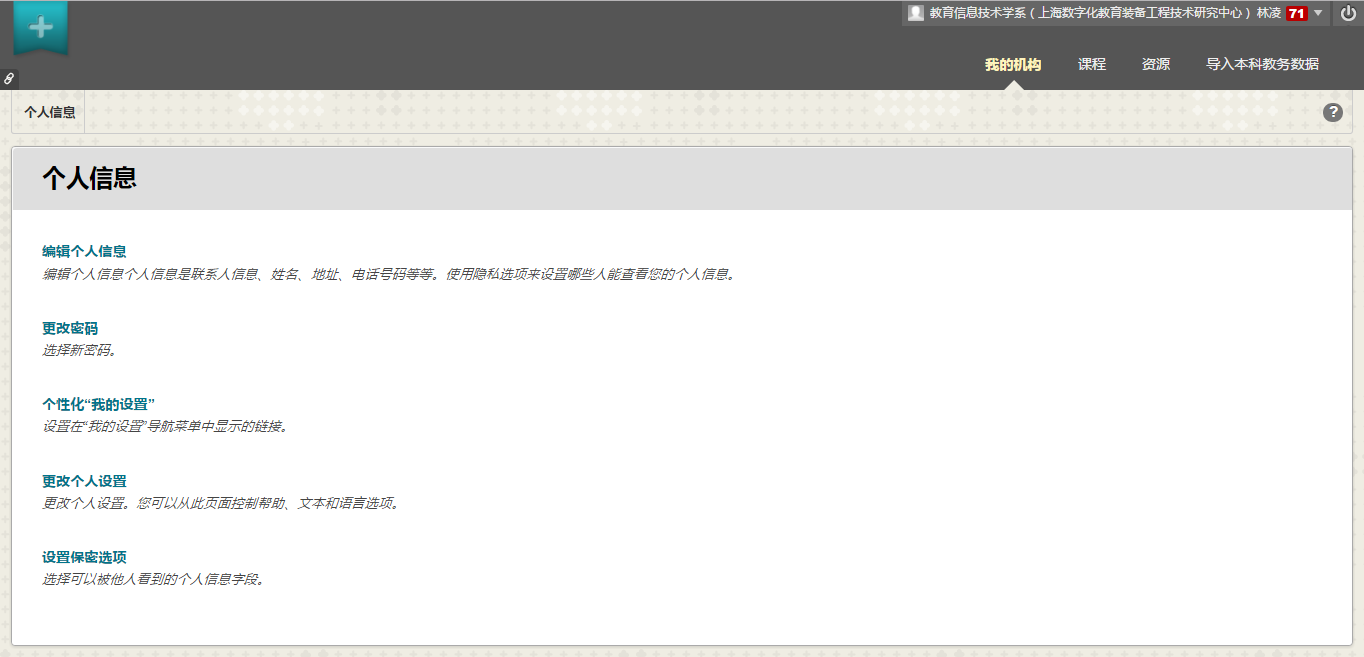 教育信息技术学系（上海数字化教育装备工程技术研究中心）林凌 71
我的机构 课程 资源 导入本科教务数据
个人信息
?
个人信息
编辑个人信息
编辑个人信息个人信息是联系人信息、姓名、地址、电话号码等等。使用隐私选项来设置哪些人能查看您的个人信息。
更改密码
选择新密码。
个性化“我的设置”
设置在“我的设置”导航菜单中显示的链接。
更改个人设置
更改个人设置。您可以从此页面控制帮助、文本和语言选项。
设置保密选项
选择可以被他人看到的个人信息字段。